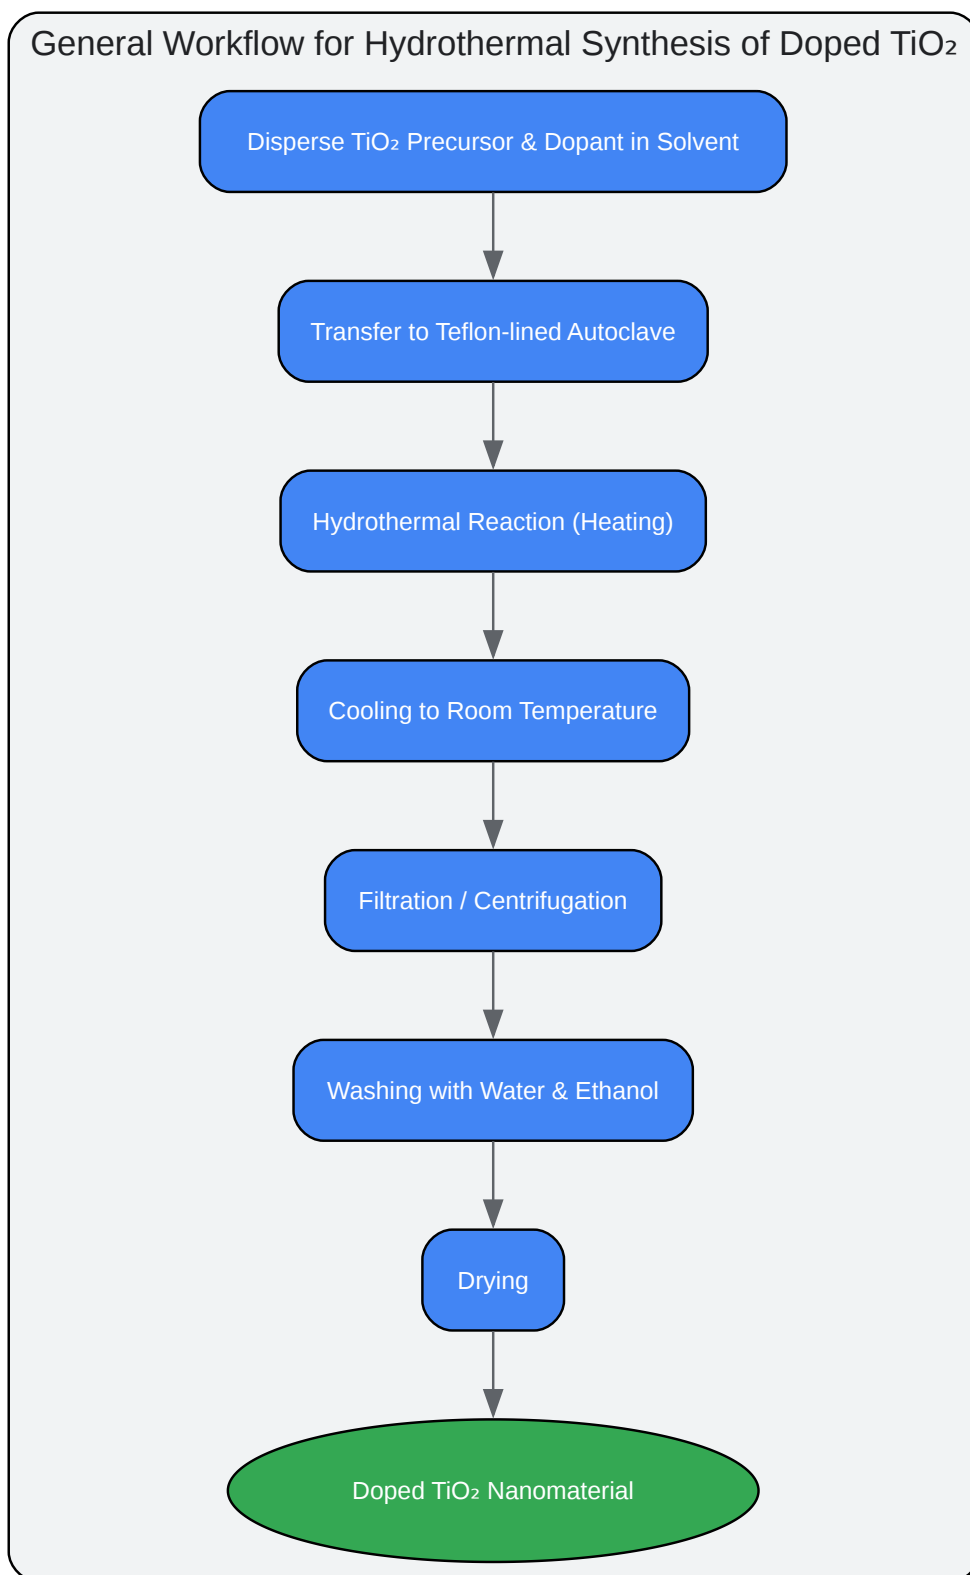 General Workflow for Hydrothermal Synthesis of Doped TiO₂
Disperse TiO₂ Precursor & Dopant in Solvent
Transfer to Teflon-lined Autoclave
Hydrothermal Reaction (Heating)
Cooling to Room Temperature
Filtration / Centrifugation
Washing with Water & Ethanol
Drying
Doped TiO₂ Nanomaterial